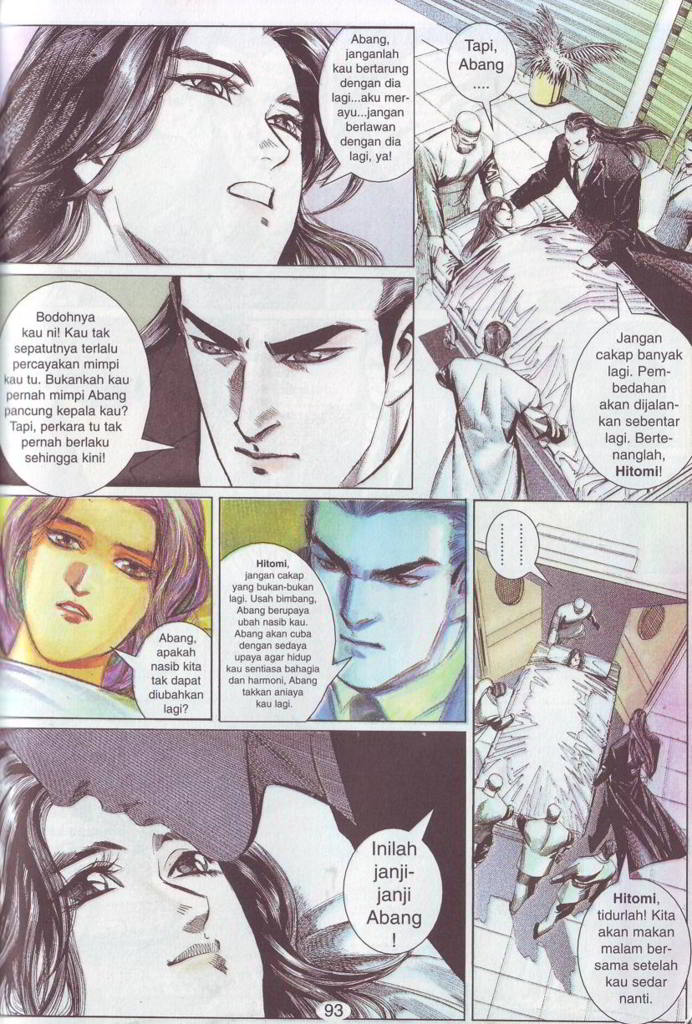 Abang,
janganlah
kau bertarung
dengan dia
lagi...aku mer-
ayu...jangan
berlawan
dengan dia
lagi, ya!
Tapi,
Abang
....
Jangan
cakap banyak
lagi. Pem-
bedahan
akan dijalan-
kan sebentar
lagi. Berte-
nanglah,
Hitomi!
Bodohnya
kau ni! Kau tak
sepatutnya terlalu
percayakan mimpi
kau tu. Bukankah kau
pernah mimpi Abang
pancung kepala kau?
Tapi, perkara tu tak
pernah berlaku
sehingga kini!
Abang,
apakah
nasib kita
tak dapat
diubahkan
lagi?
Hitomi,
jangan cakap
yang bukan-bukan
lagi. Usah bimbang,
Abang berupaya
ubah nasib kau.
Abang akan cuba
dengan sedaya
upaya agar hidup
kau sentiasa bahagia
dan harmoni, Abang
takkan aniaya
kau lagi.
........
........
Inilah
janji-
janji
Abang
!
Hitomi,
tidurlah! Kita
akan makan
malam ber-
sama setelah
kau sedar
nanti.
93